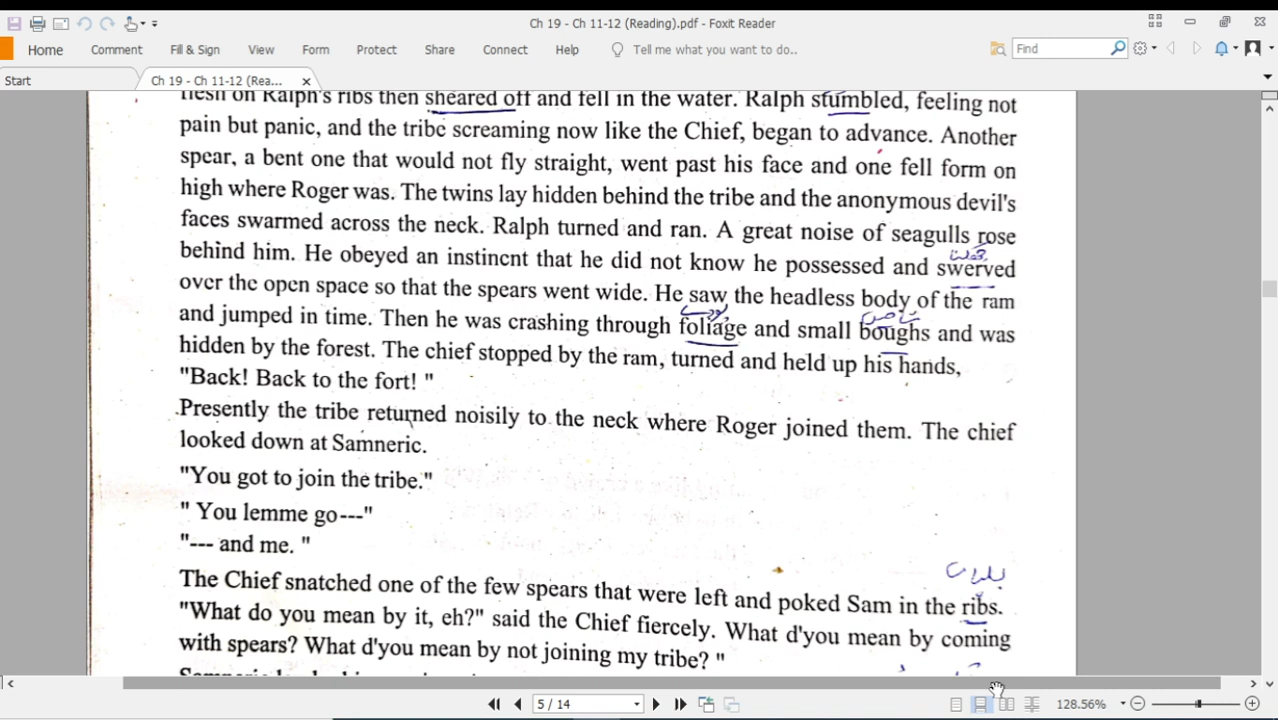 Ch 19 - Ch 11-12 (Reading).pdf - Foxit Reader
Home Comment Fill & Sign View Form Protect Share Connect Help Tell me what you want to do.. Find
Start Ch 19 - Ch 11-12 (Rea...
flesh on Ralph's ribs then sheared off and fell in the water. Ralph stumbled, feeling not
pain but panic, and the tribe screaming now like the Chief, began to advance. Another
spear, a bent one that would not fly straight, went past his face and one fell form on
high where Roger was. The twins lay hidden behind the tribe and the anonymous devil's
faces swarmed across the neck. Ralph turned and ran. A great noise of seagulls rose
behind him. He obeyed an instinct that he did not know he possessed and swerved
over the open space so that the spears went wide. He saw the headless body of the ram
and jumped in time. Then he was crashing through foliage and small boughs and was
hidden by the forest. The chief stopped by the ram, turned and held up his hands,
"Back! Back to the fort! "
Presently the tribe returned noisily to the neck where Roger joined them. The chief
looked down at Samneric.
"You got to join the tribe."
" You lemme go---"
"--- and me. "
The Chief snatched one of the few spears that were left and poked Sam in the ribs.
"What do you mean by it, eh?" said the Chief fiercely. What d'you mean by coming
with spears? What d'you mean by not joining my tribe? "
5 / 14 128.56%